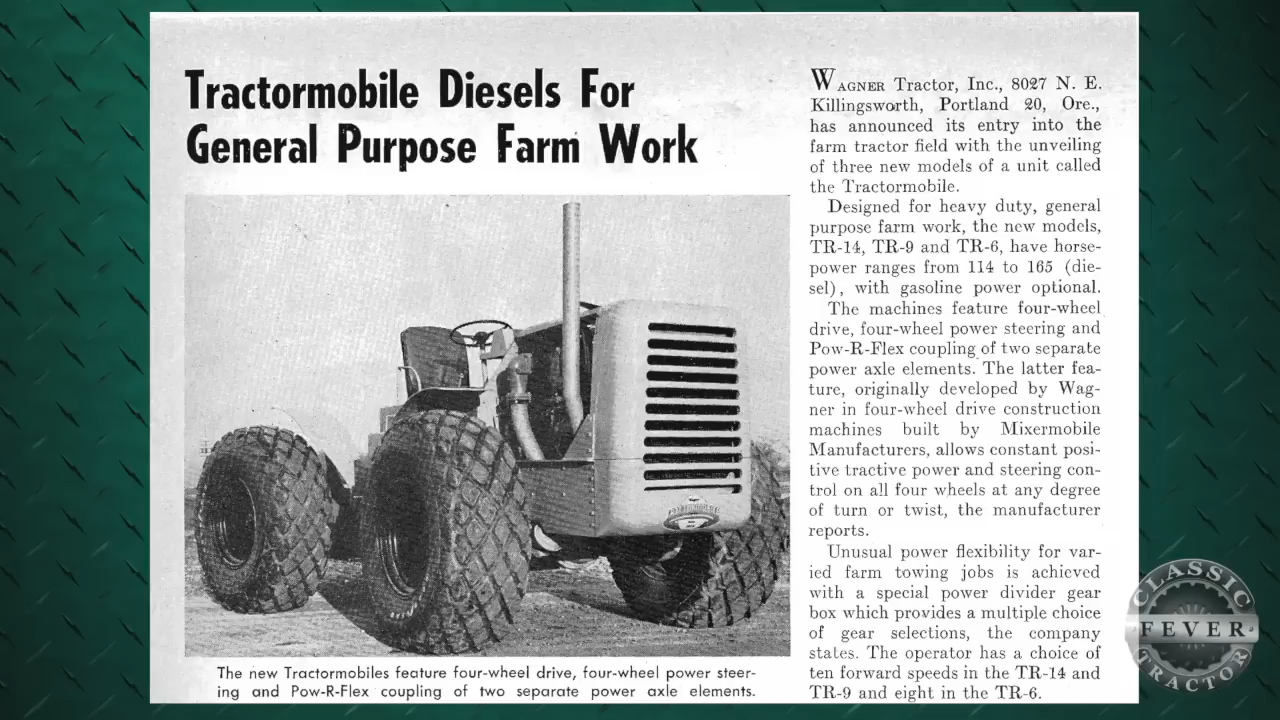 Tractormobile Diesels For
General Purpose Farm Work
The new Tractormobiles feature four-wheel drive, four-wheel power steer-
ing and Pow-R-Flex coupling of two separate power axle elements.
WAGNER Tractor, Inc., 8027 N. E.
Killingsworth, Portland 20, Ore.,
has announced its entry into the
farm tractor field with the unveiling
of three new models of a unit called
the Tractormobile.
Designed for heavy duty, general
purpose farm work, the new models,
TR-14, TR-9 and TR-6, have horse-
power ranges from 114 to 165 (die-
sel), with gasoline power optional.
The machines feature four-wheel
drive, four-wheel power steering and
Pow-R-Flex coupling of two separate
power axle elements. The latter fea-
ture, originally developed by Wag-
ner in four-wheel drive construction
machines built by Mixermobile
Manufacturers, allows constant posi-
tive tractive power and steering con-
trol on all four wheels at any degree
of turn or twist, the manufacturer
reports.
Unusual power flexibility for var-
ied farm towing jobs is achieved
with a special power divider gear
box which provides a multiple choice
of gear selections, the company
states. The operator has a choice of
ten forward speeds in the TR-14 and
TR-9 and eight in the TR-6.
CLASSIC
FEVER
TRACTOR